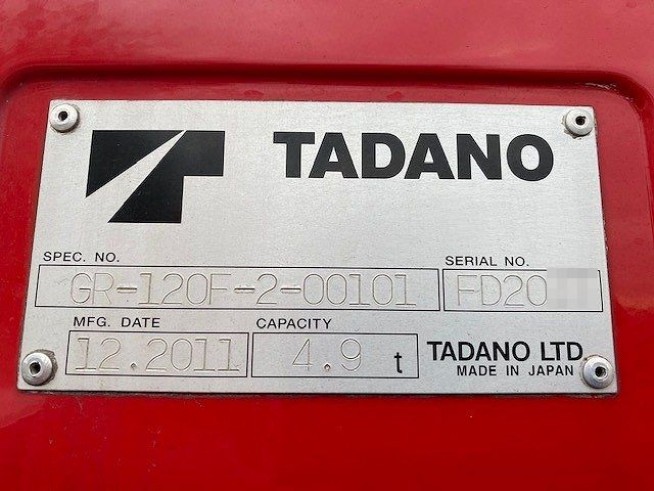 TADANO
SPEC. NO.
SERIAL NO.
GR-120F-2-00101
FD20
MFG. DATE
CAPACITY
12.2011
4.9 t
TADANO LTD
MADE IN JAPAN